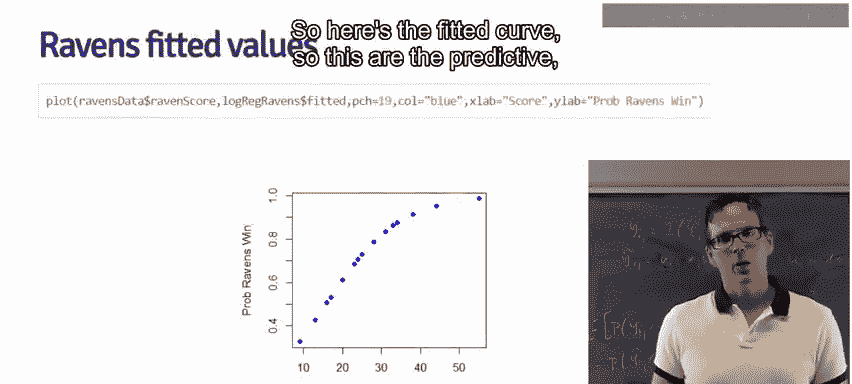 Ravens fitted values
So here's the fitted curve,
so this are the predictive,
plot(ravensData$ravenScore,logRegRavens$fitted,pch=19,col="blue",xlab="Score",ylab="Prob Ravens Win")
Prob Ravens Win
1.0
0.8
0.6
0.4
10 20 30 40 50